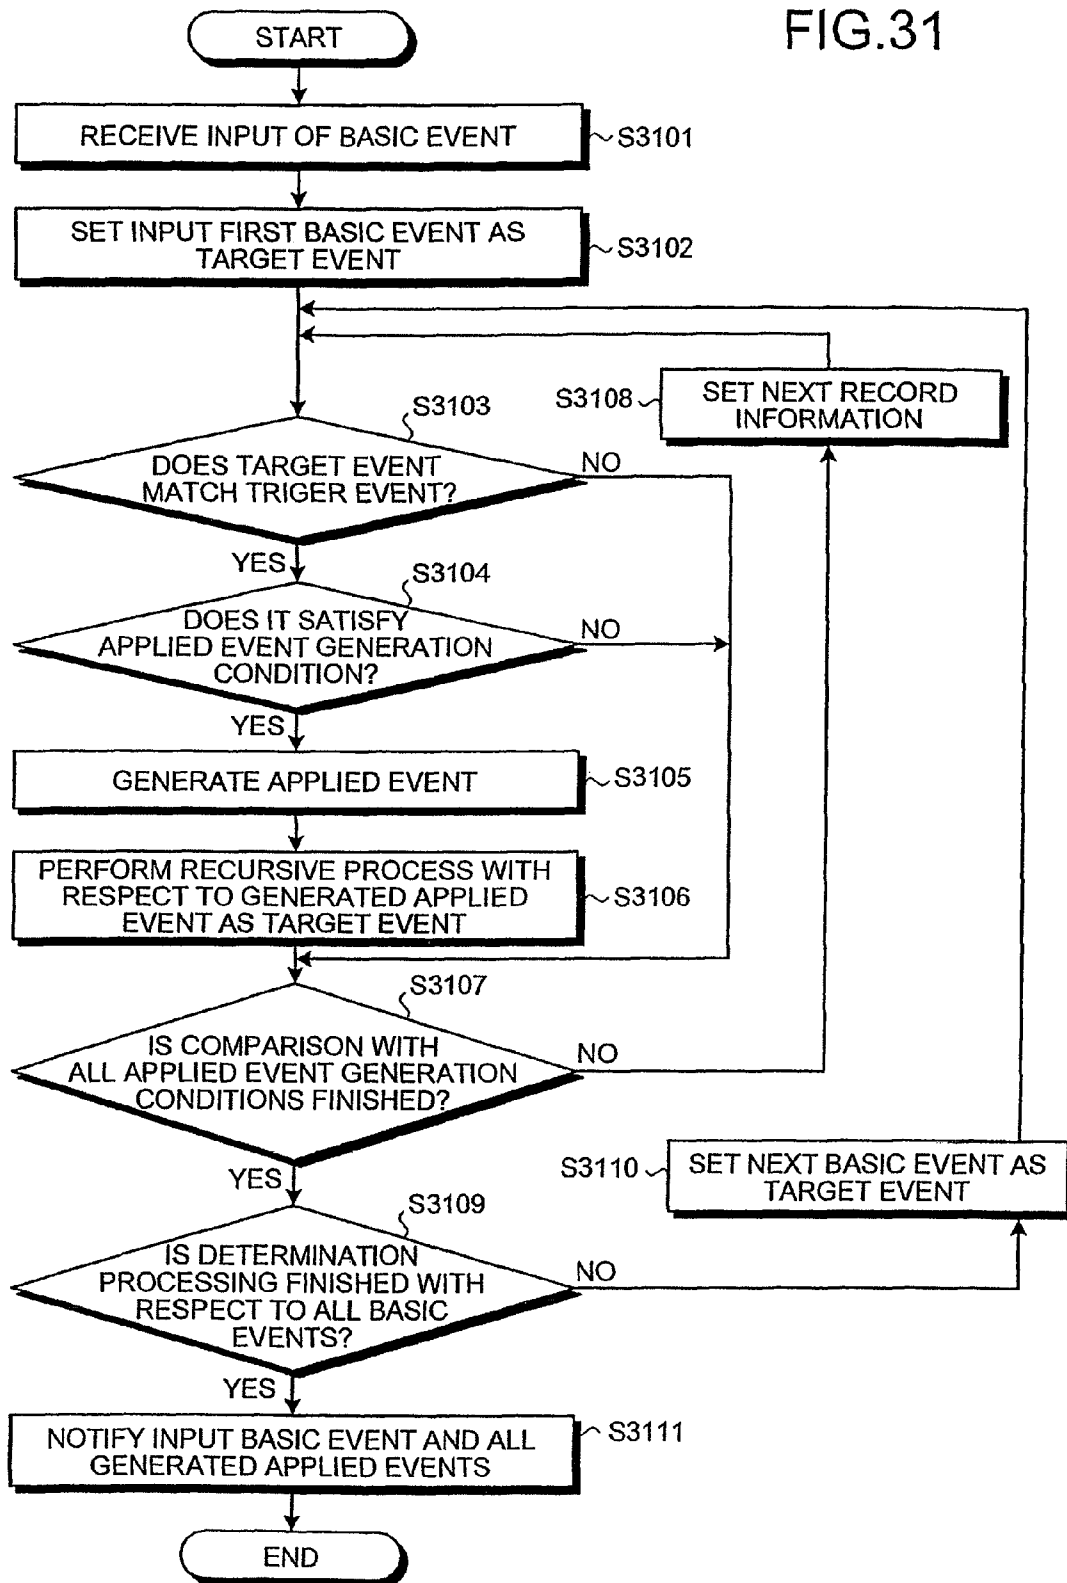 FIG.31
START
RECEIVE INPUT OF BASIC EVENT
S3101
SET INPUT FIRST BASIC EVENT AS
TARGET EVENT
S3102
S3108
SET NEXT RECORD
INFORMATION
S3103
DOES TARGET EVENT
MATCH TRIGER EVENT?
NO
YES
S3104
DOES IT SATISFY
APPLIED EVENT GENERATION
CONDITION?
NO
YES
GENERATE APPLIED EVENT
S3105
PERFORM RECURSIVE PROCESS WITH
RESPECT TO GENERATED APPLIED
EVENT AS TARGET EVENT
S3106
S3107
IS COMPARISON WITH
ALL APPLIED EVENT GENERATION
CONDITIONS FINISHED?
NO
YES
S3110
SET NEXT BASIC EVENT AS
TARGET EVENT
S3109
IS DETERMINATION
PROCESSING FINISHED WITH
RESPECT TO ALL BASIC
EVENTS?
NO
YES
NOTIFY INPUT BASIC EVENT AND ALL
GENERATED APPLIED EVENTS
S3111
END